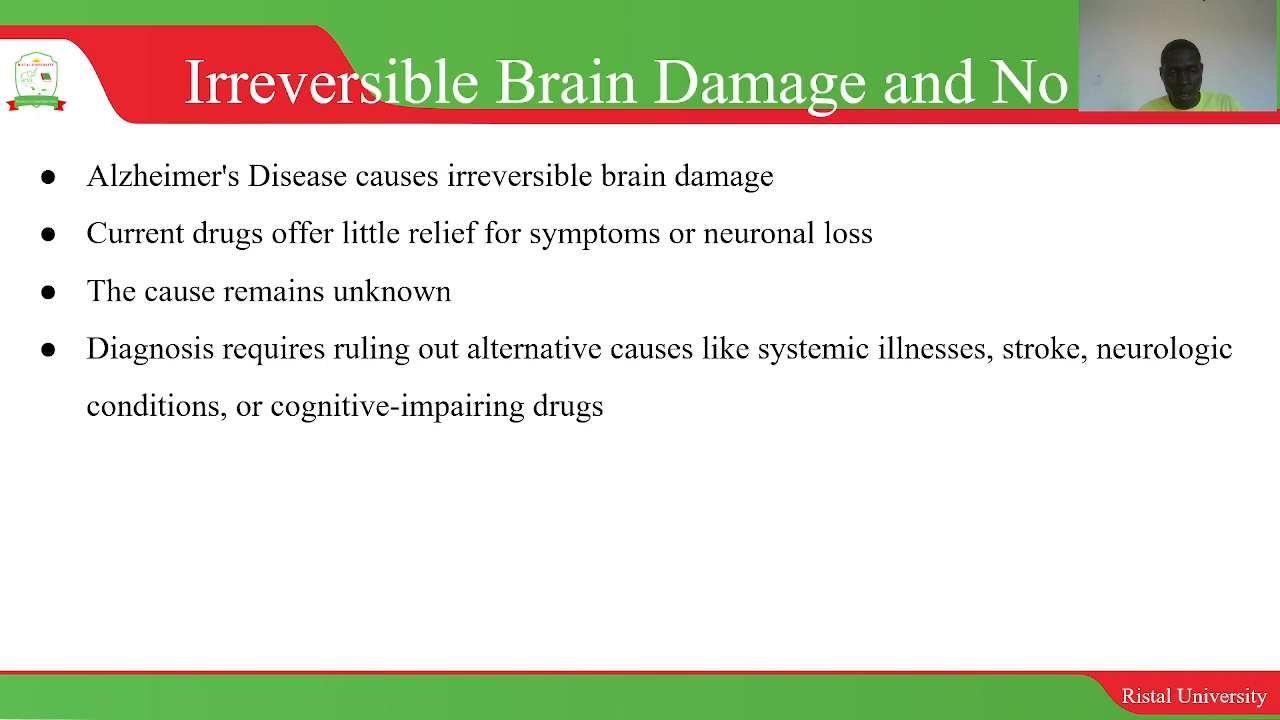 Irreversible Brain Damage and No
RISTAL UNIVERSITY
● Alzheimer's Disease causes irreversible brain damage
● Current drugs offer little relief for symptoms or neuronal loss
● The cause remains unknown
● Diagnosis requires ruling out alternative causes like systemic illnesses, stroke, neurologic
conditions, or cognitive-impairing drugs
Ristal University